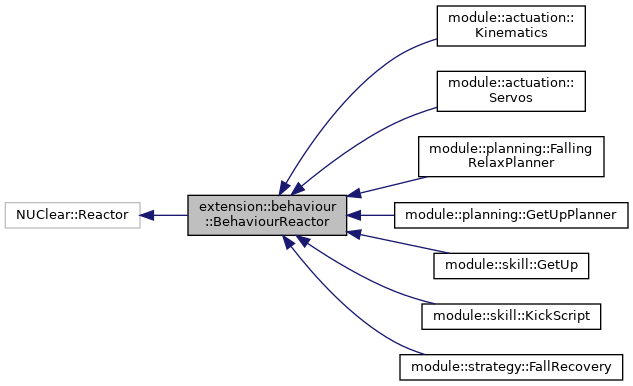 module::actuation::
Kinematics
module::actuation::
Servos
module::planning::Falling
RelaxPlanner
NUClear::Reactor
extension::behaviour
::BehaviourReactor
module::planning::GetUpPlanner
module::skill::GetUp
module::skill::KickScript
module::strategy::FallRecovery